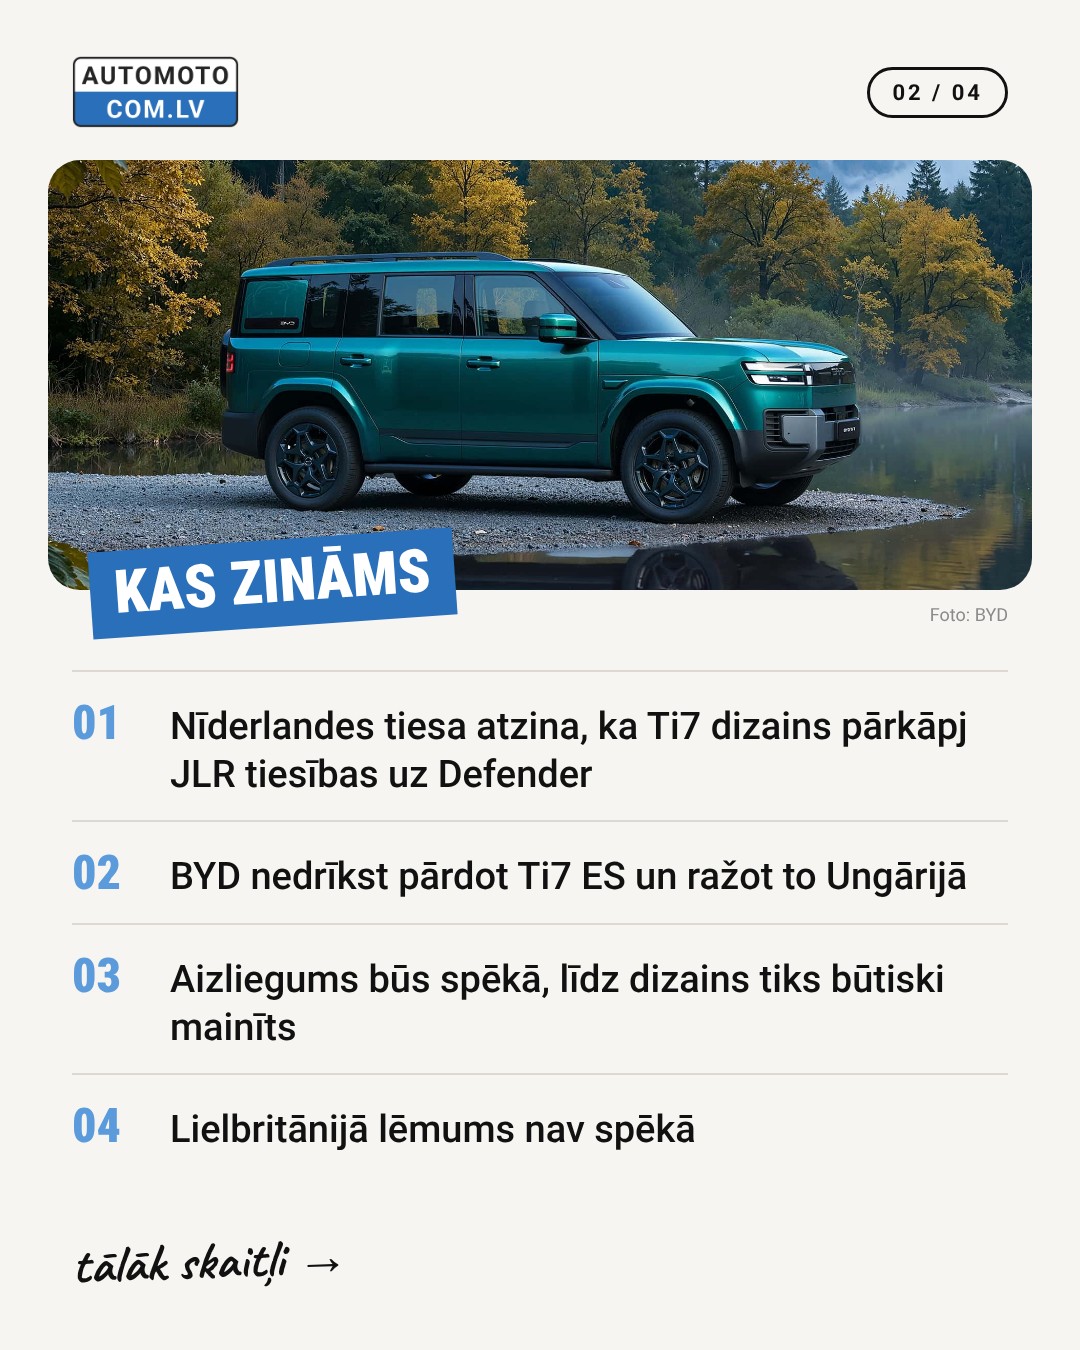 AUTOMOTO
COM.LV
02 / 04
BYD
KAS ZINĀMS
Foto: BYD
01 Nīderlandes tiesa atzina, ka Ti7 dizains pārkāpj
JLR tiesības uz Defender
02 BYD nedrīkst pārdot Ti7 ES un ražot to Ungārijā
03 Aizliegums būs spēkā, līdz dizains tiks būtiski
mainīts
04 Lielbritānijā lēmums nav spēkā
tālāk skaitļi →